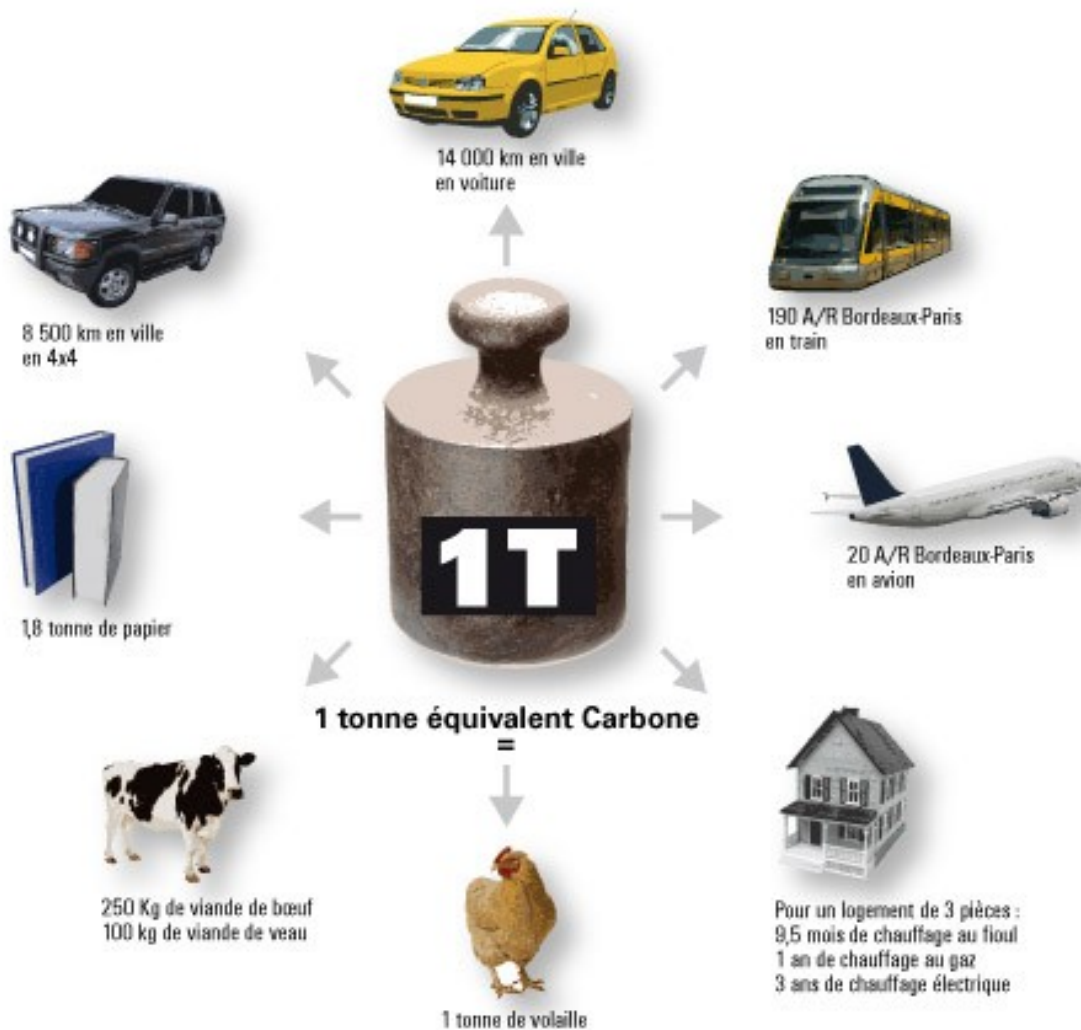 14 000 km en ville
en voiture
8 500 km en ville
en 4x4
190 A/R Bordeaux-Paris
en train
1T
1,8 tonne de papier
20 A/R Bordeaux-Paris
en avion
1 tonne équivalent Carbone
=
250 Kg de viande de bœuf
100 kg de viande de veau
1 tonne de volaille
Pour un logement de 3 pièces :
9,5 mois de chauffage au fioul
1 an de chauffage au gaz
3 ans de chauffage électrique